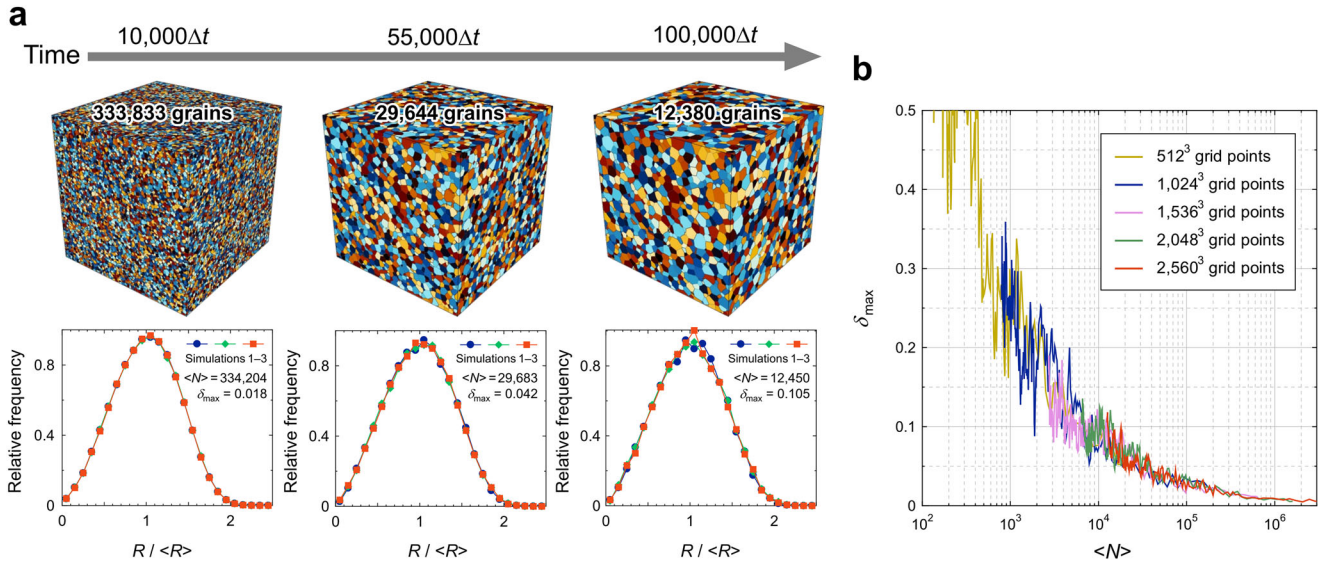 a
Time
10,000Δt
55,000Δt
100,000Δt
333,833 grains
29,644 grains
12,380 grains
Relative frequency
0.8
0.4
0
Simulations 1–3
<N> = 334,204
δmax = 0.018
0
1
2
R / <R>
Relative frequency
0.8
0.4
0
Simulations 1–3
<N> = 29,683
δmax = 0.042
0
1
2
R / <R>
Relative frequency
0.8
0.4
0
Simulations 1–3
<N> = 12,450
δmax = 0.105
0
1
2
R / <R>
b
δmax
0.5
0.4
0.3
0.2
0.1
0
512³ grid points
1,024³ grid points
1,536³ grid points
2,048³ grid points
2,560³ grid points
10²
10³
10⁴
10⁵
10⁶
<N>